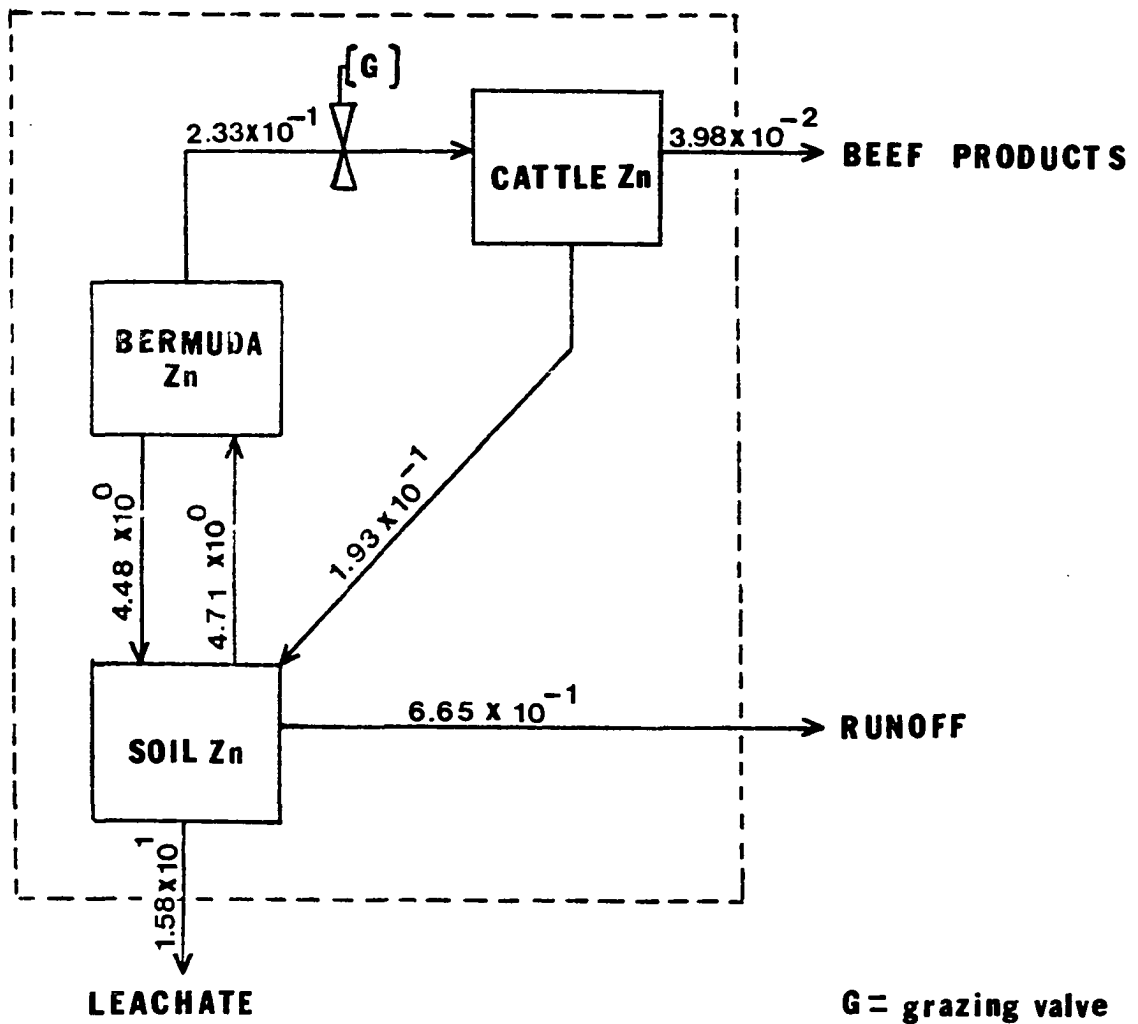 [G]
2.33x10^-1
3.98x10^-2
BEEF PRODUCTS
CATTLE Zn
BERMUDA
Zn
4.48 x10^0
4.71 x10^0
1.93 x 10^-1
6.65 x 10^-1
RUNOFF
SOIL Zn
1.58x10^1
LEACHATE
G= grazing valve